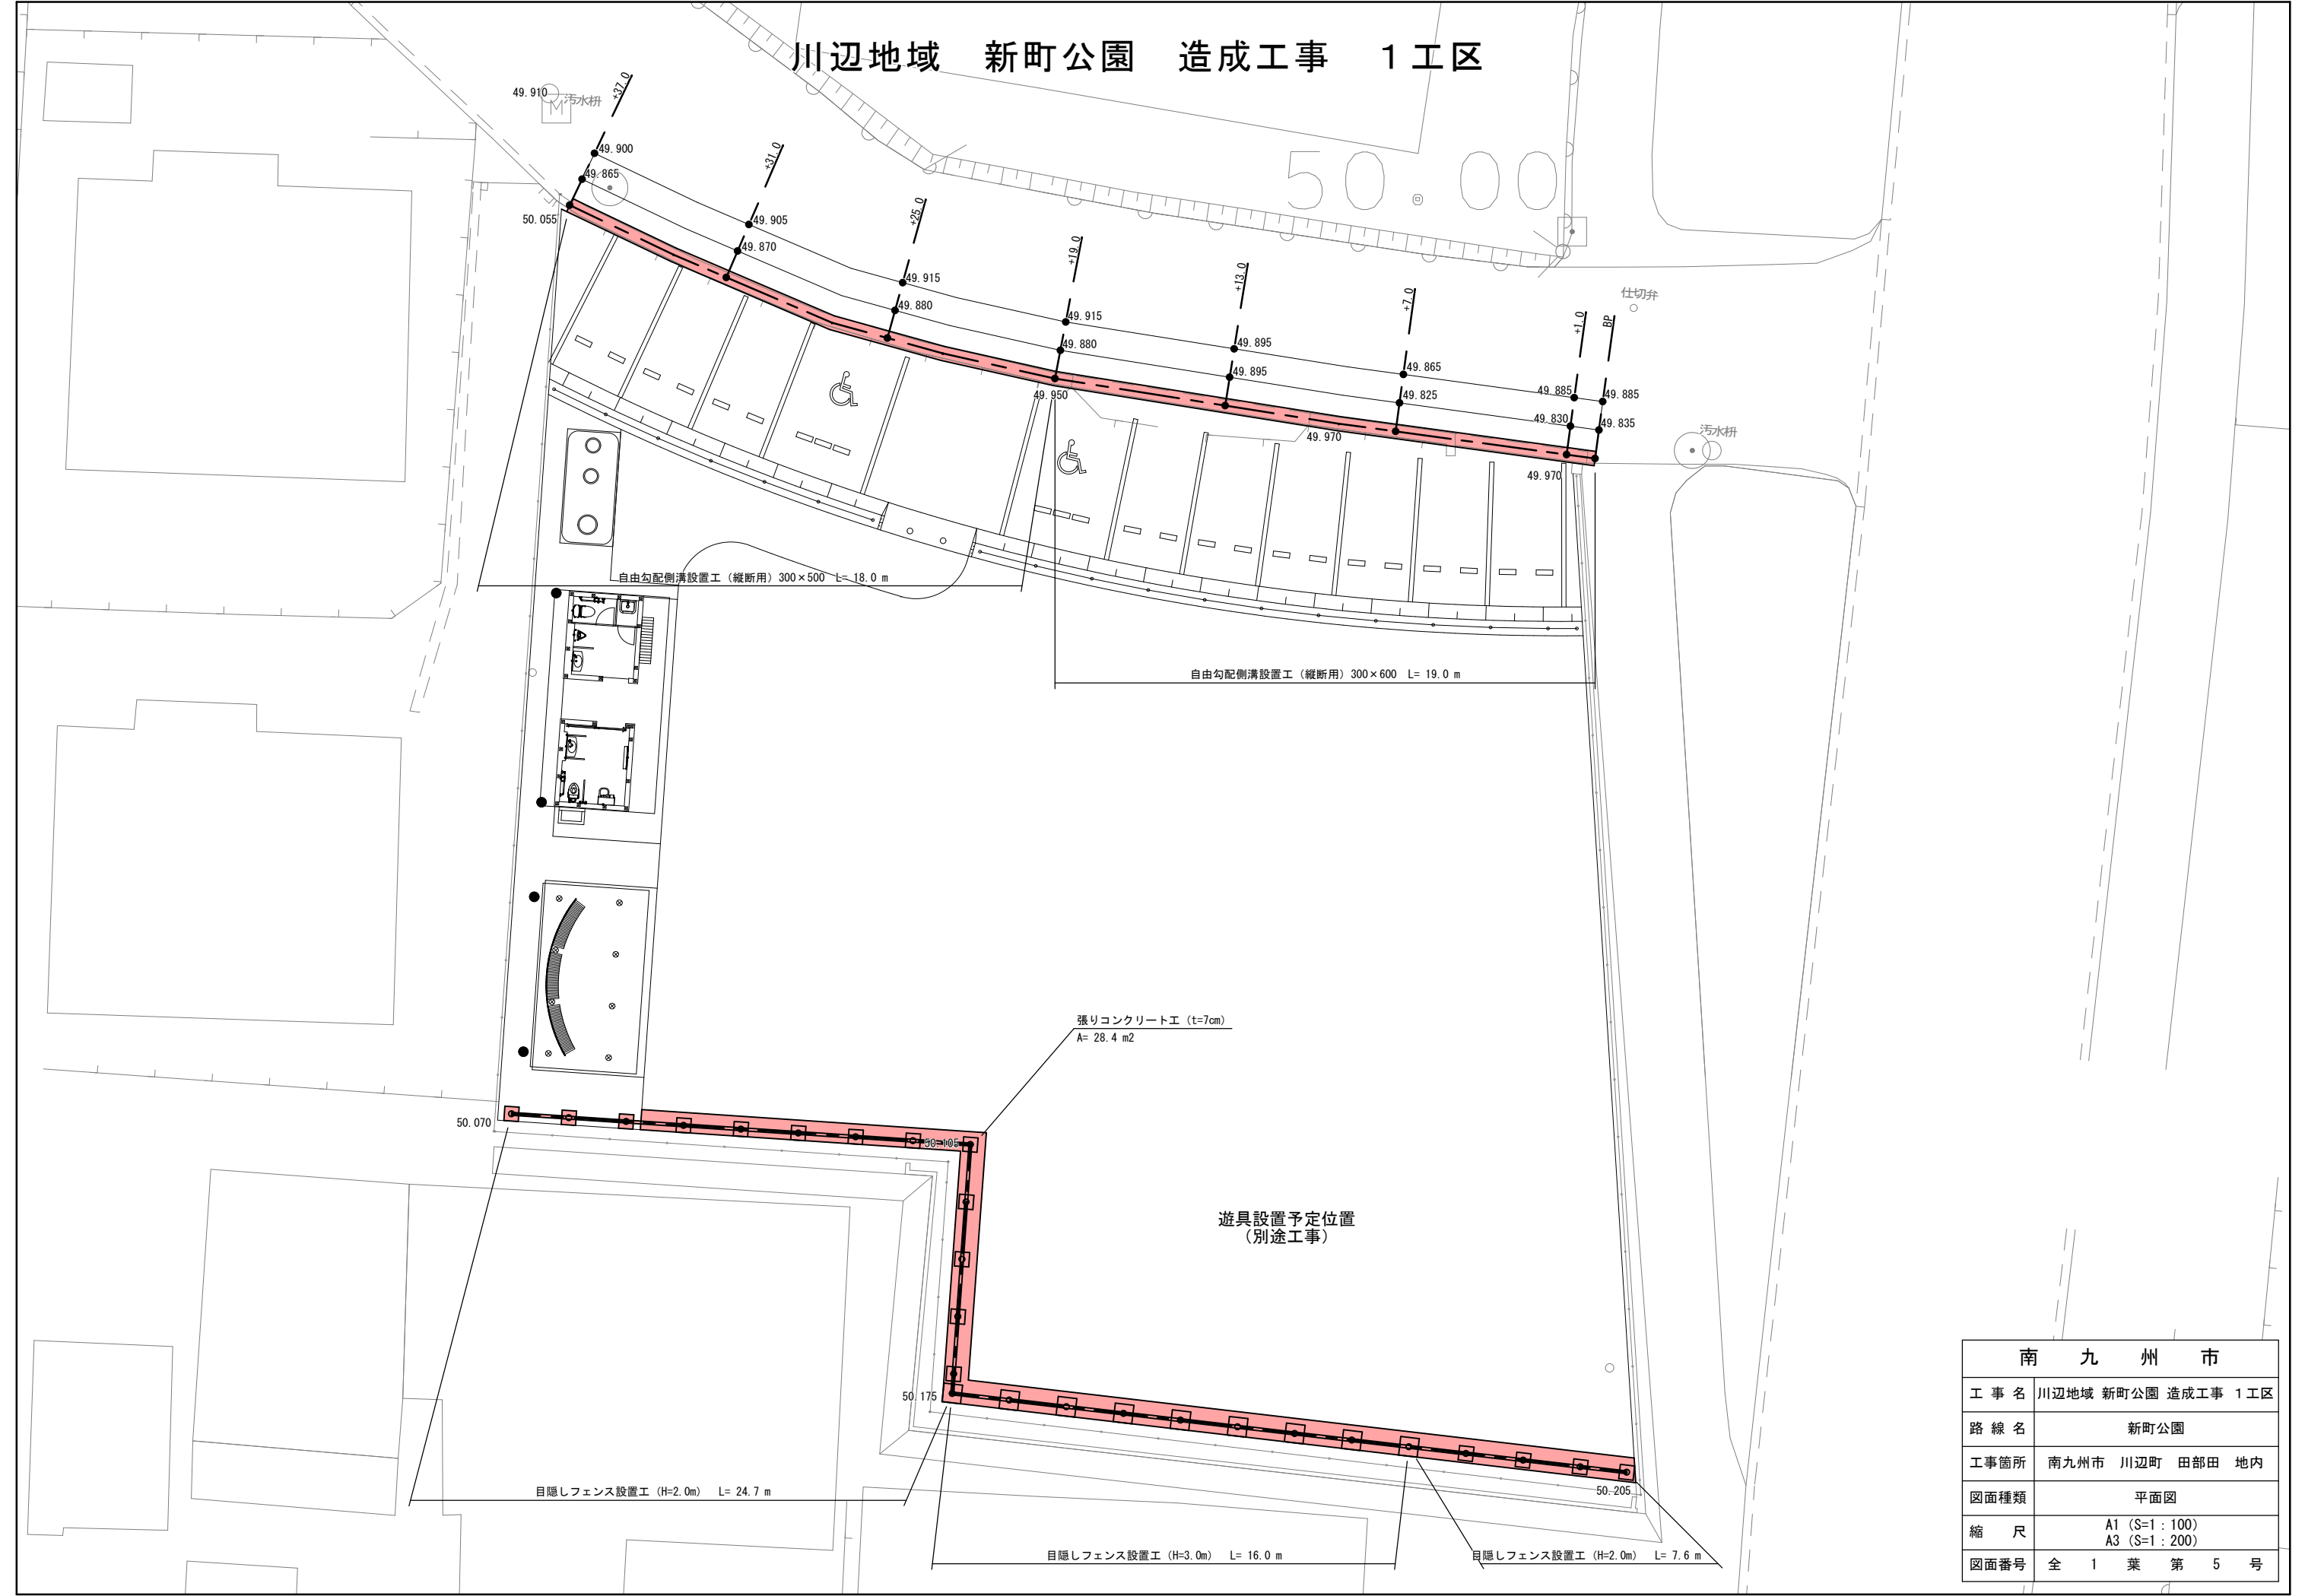 川辺地域　新町公園　造成工事　１工区
49.910
汚水枡
M
+37.0
49.900
49.865
50.055
+31.0
49.905
49.870
+25.0
49.915
49.880
+19.0
49.915
49.880
49.950
+13.0
49.895
49.895
+7.0
49.865
49.825
49.970
+1.0
BP
49.885
49.885
49.830
49.835
49.970
50.00
仕切弁
汚水枡
自由勾配側溝設置工（縦断用）300×500　L= 18.0 m
自由勾配側溝設置工（縦断用）300×600　L= 19.0 m
張りコンクリート工（t=7cm）
A= 28.4 m2
50.070
50.105
遊具設置予定位置
（別途工事）
50.175
50.205
目隠しフェンス設置工（H=2.0m）　L= 24.7 m
目隠しフェンス設置工（H=3.0m）　L= 16.0 m
目隠しフェンス設置工（H=2.0m）　L= 7.6 m
南　九　州　市
工 事 名　川辺地域 新町公園 造成工事 １工区
路 線 名　新町公園
工事箇所　南九州市　川辺町　田部田　地内
図面種類　平面図
縮　尺　A1（S=1：100）
A3（S=1：200）
図面番号　全　1　葉　第　5　号